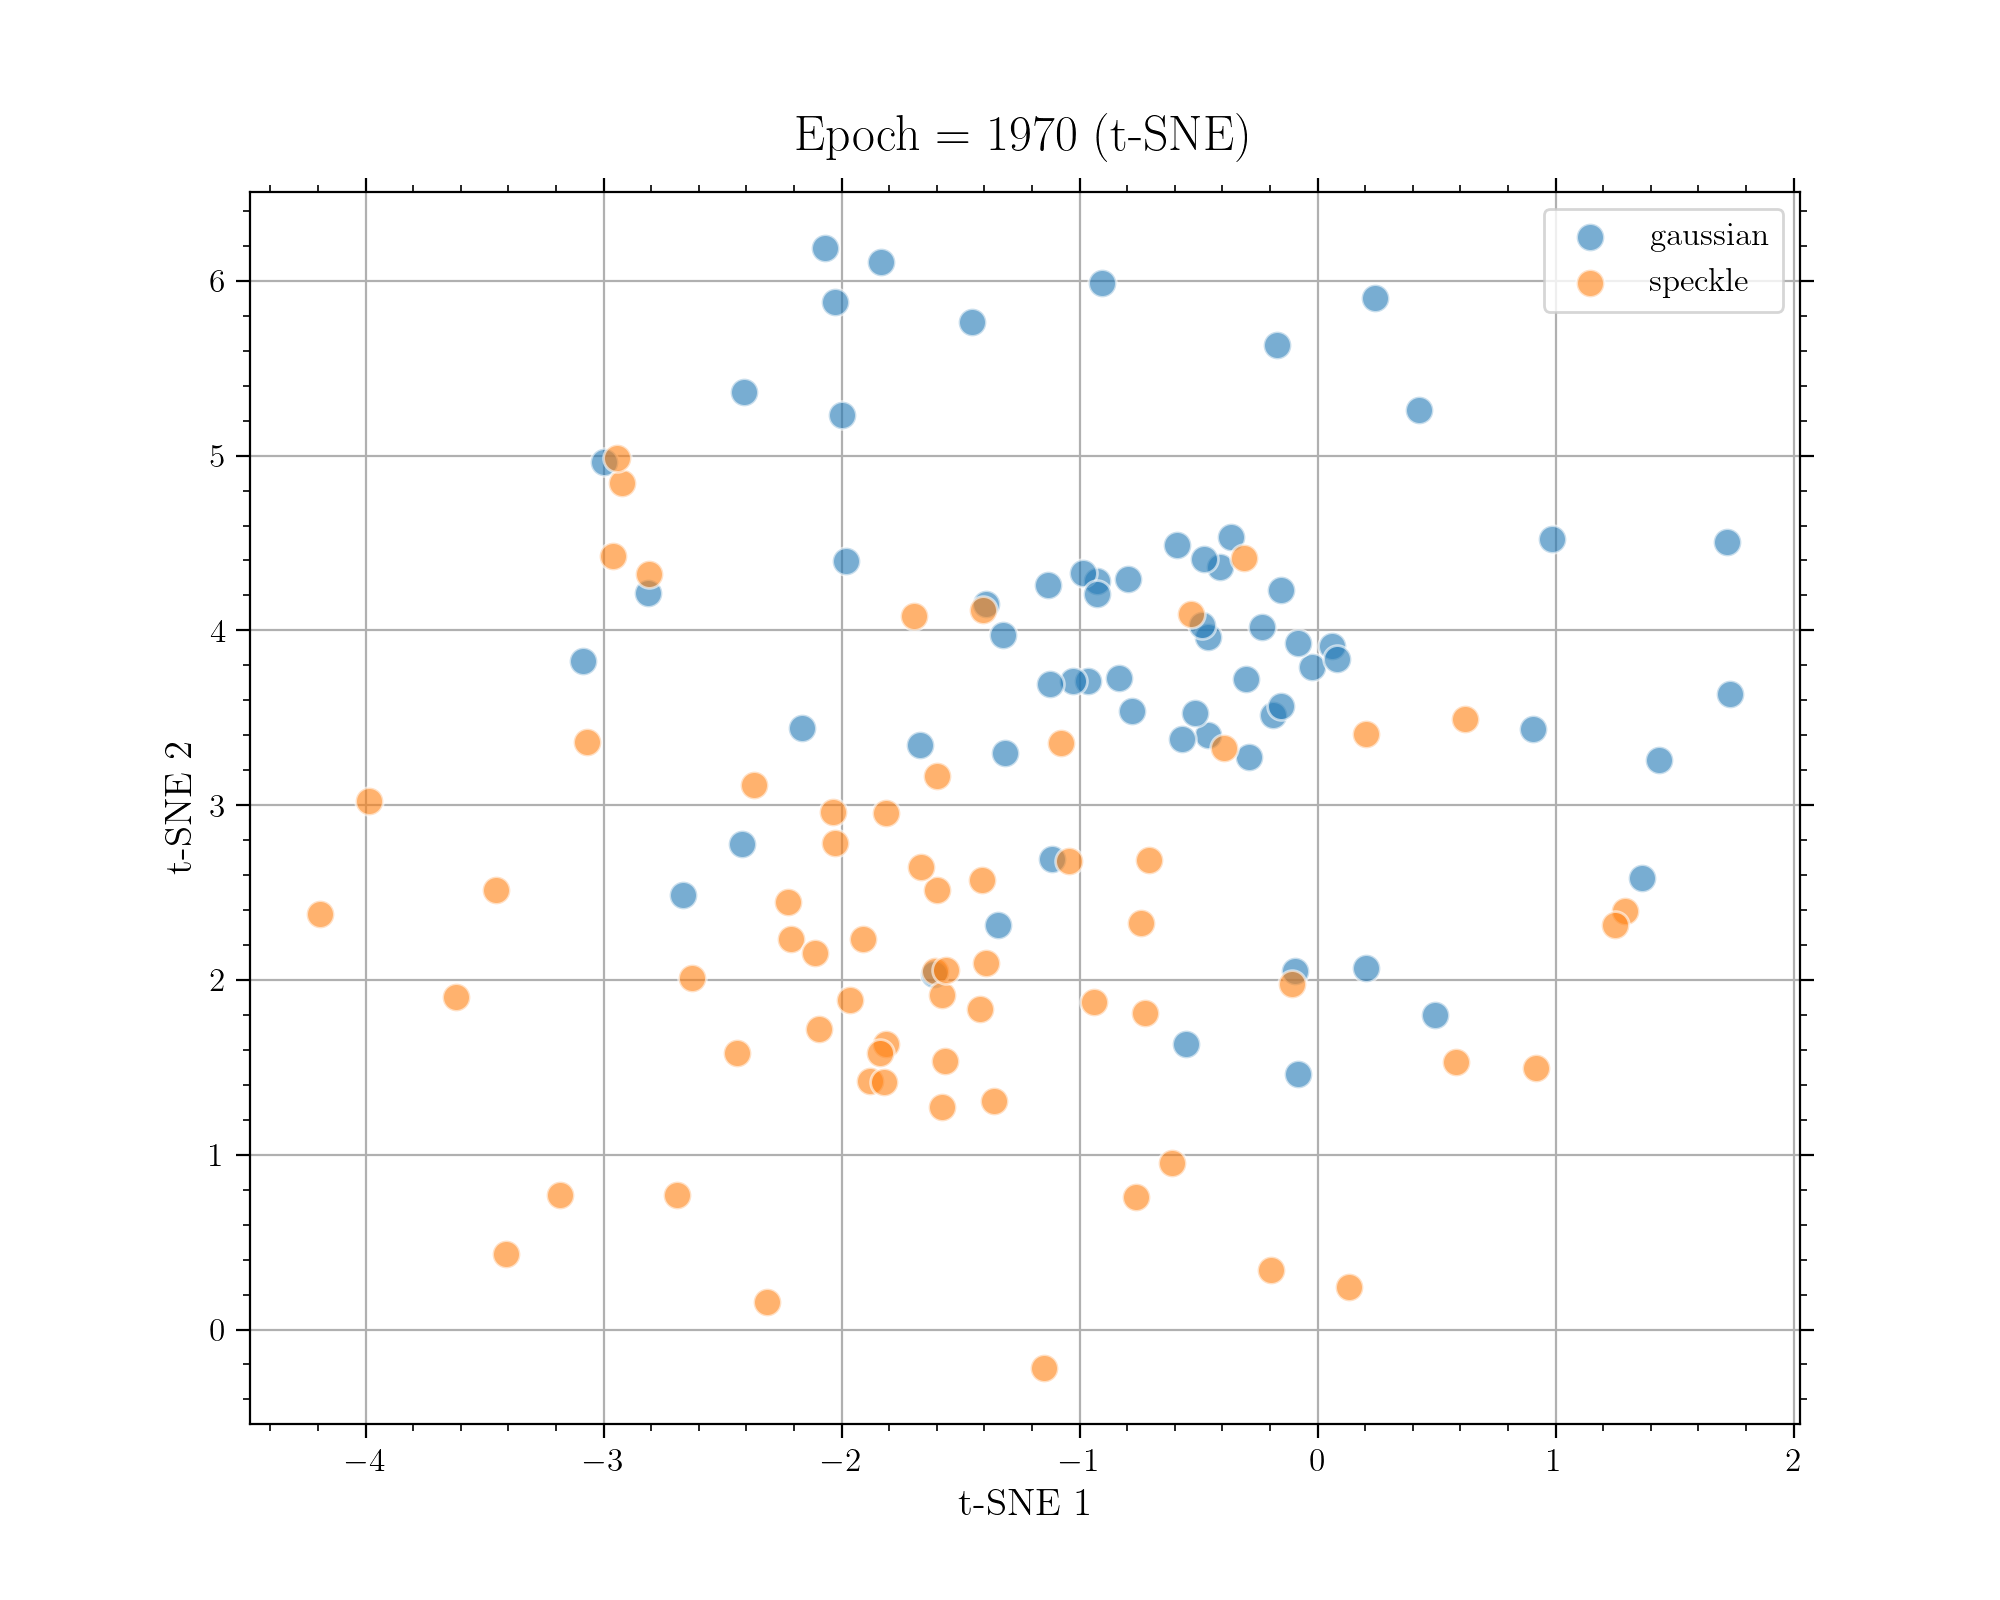 Epoch = 1970 (t-SNE)
gaussian
speckle
6
5
4
3
2
1
0
t-SNE 2
−4 −3 −2 −1 0 1 2
t-SNE 1